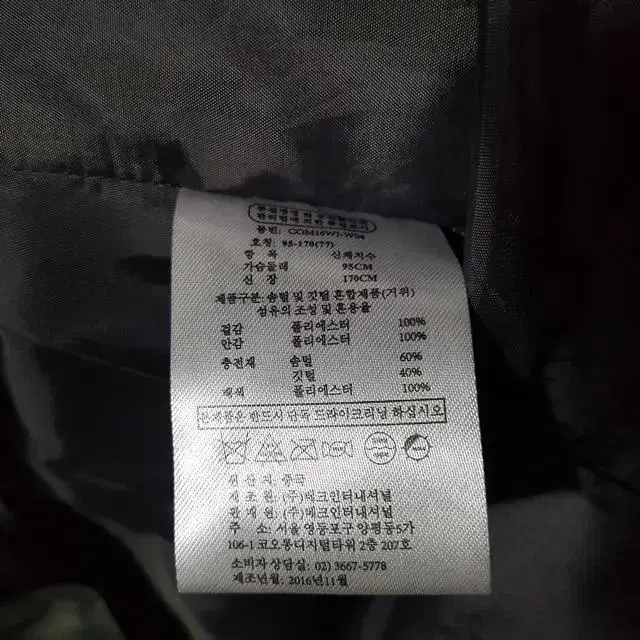 품번: CQM16WJ-W04
호칭: 95-170(77)
항 목 신체치수
가슴둘레 95CM
신 장 170CM
제품구분: 솜털 및 깃털 혼합제품(거위)
섬유의 조성 및 혼용율
겉감 폴리에스터 100%
안감 폴리에스터 100%
충전재 솜털 60%
깃털 40%
배색 폴리에스터 100%
본제품은 반드시 단독 드라이크리닝 하십시오
원 산 지: 중국
제 조 원: (주)메크인터내셔널
판 매 원: (주)메크인터내셔널
주 소: 서울 영등포구 양평동5가
106-1 코오롱디지털타워 2층 207호
소비자 상담실: 02) 3667-5778
제조년월: 2016년11월